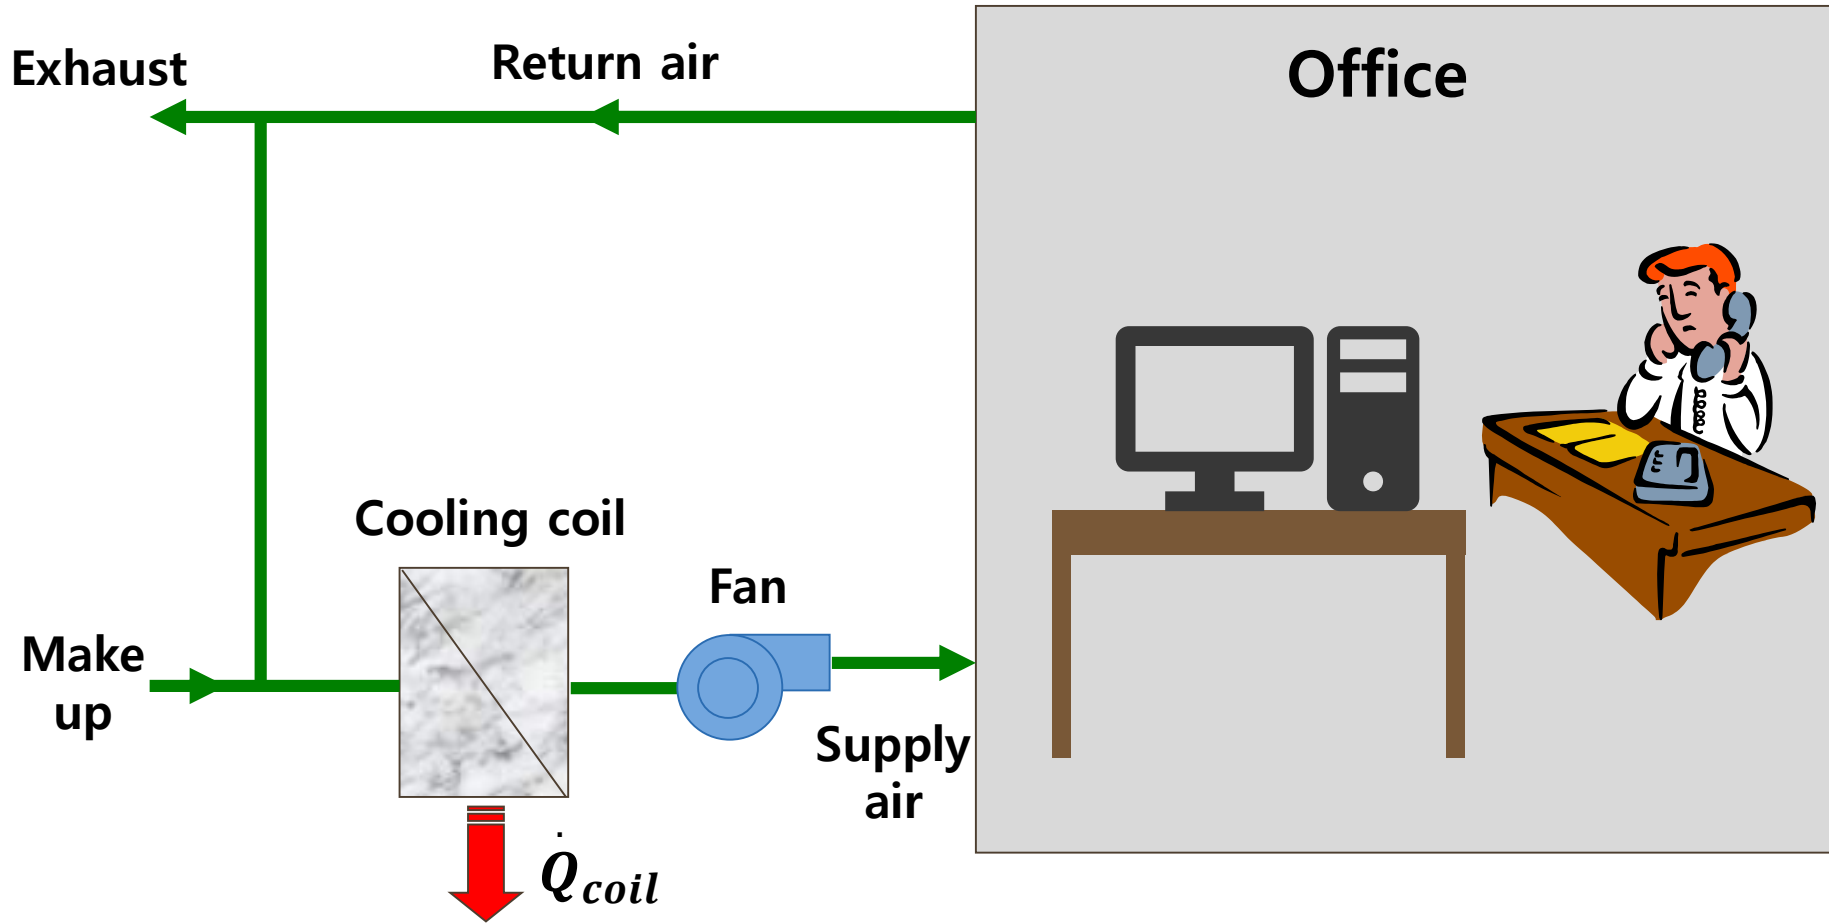 Exhaust
Return air
Office
Cooling coil
Fan
Make
up
Supply
air
Q̇coil